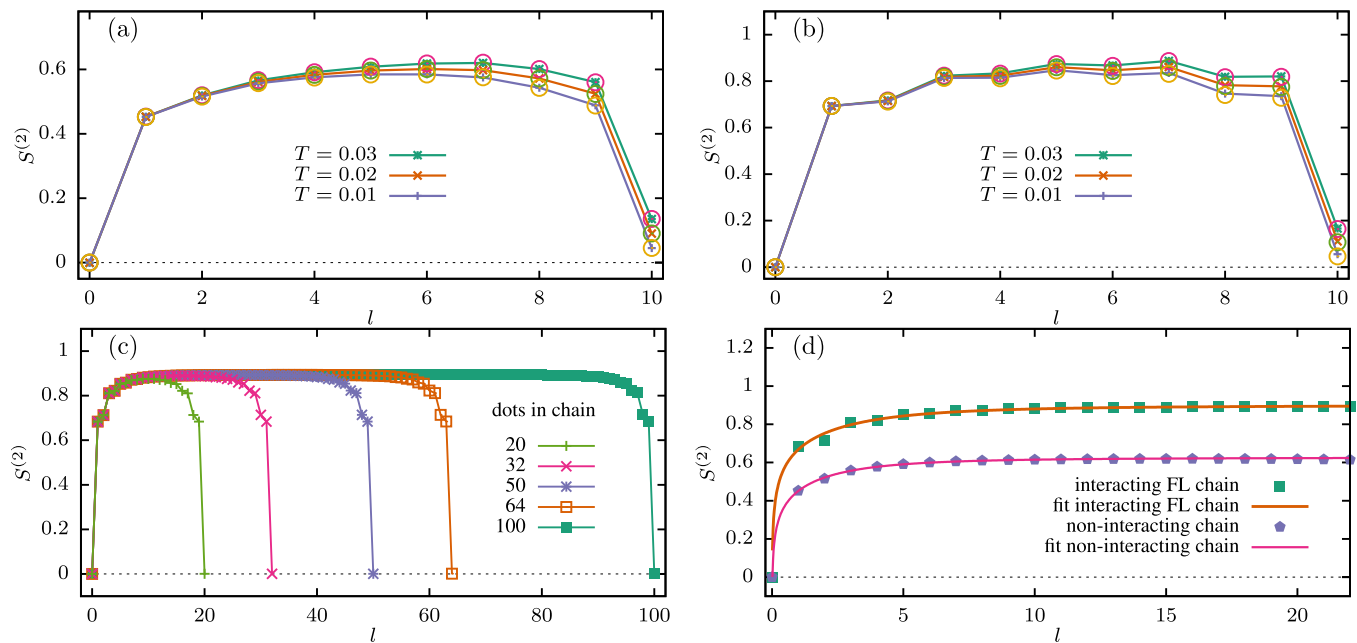 (a)
0.6
0.4
0.2
0
S^{(2)}
T = 0.03
T = 0.02
T = 0.01
0 2 4 6 8 10
l
(b)
1
0.8
0.6
0.4
0.2
0
S^{(2)}
T = 0.03
T = 0.02
T = 0.01
0 2 4 6 8 10
l
(c)
1
0.8
0.6
0.4
0.2
0
S^{(2)}
dots in chain
20
32
50
64
100
0 20 40 60 80 100
l
(d)
1.2
1
0.8
0.6
0.4
0.2
0
S^{(2)}
interacting FL chain
fit interacting FL chain
non-interacting chain
fit non-interacting chain
0 5 10 15 20
l